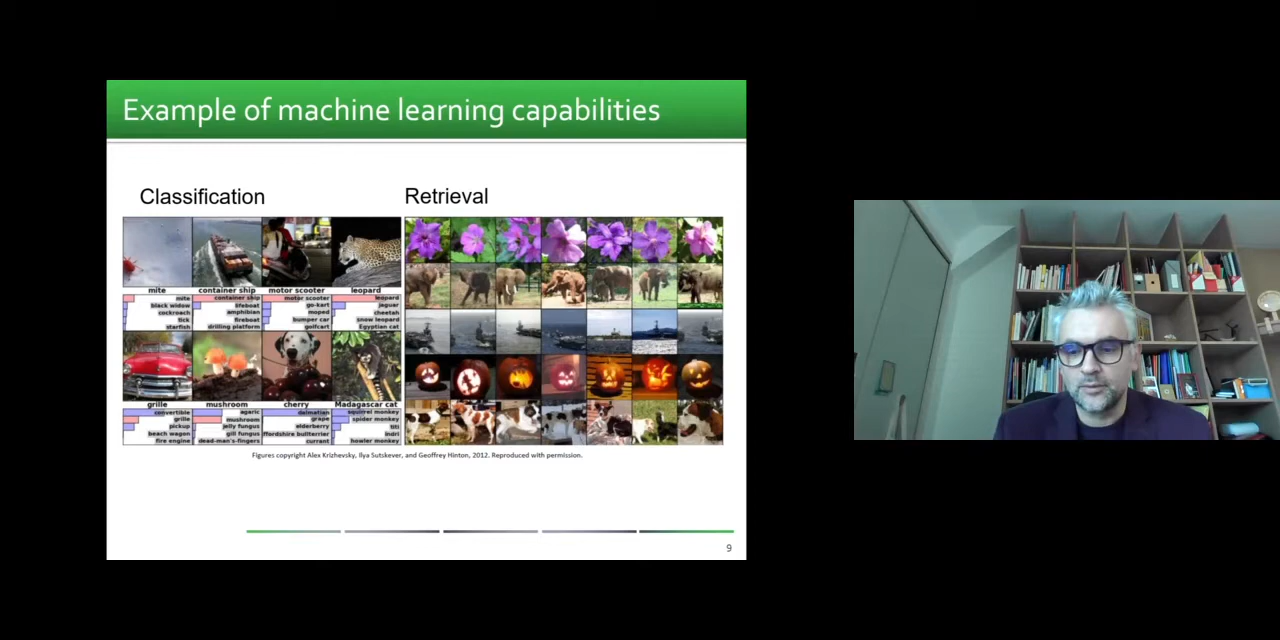 Example of machine learning capabilities
Classification
Retrieval
mite
container ship
motor scooter
leopard
mite
black widow
cockroach
tick
starfish
container ship
lifeboat
amphibian
fireboat
drilling platform
motor scooter
go-kart
moped
bumper car
golfcart
leopard
jaguar
cheetah
snow leopard
Egyptian cat
grille
mushroom
cherry
Madagascar cat
convertible
grille
pickup
beach wagon
fire engine
agaric
mushroom
jelly fungus
gill fungus
dead-man's-fingers
dalmatian
grape
elderberry
ffordshire bullterrier
currant
squirrel monkey
spider monkey
titi
indri
howler monkey
Figures copyright Alex Krizhevsky, Ilya Sutskever, and Geoffrey Hinton, 2012. Reproduced with permission.
9